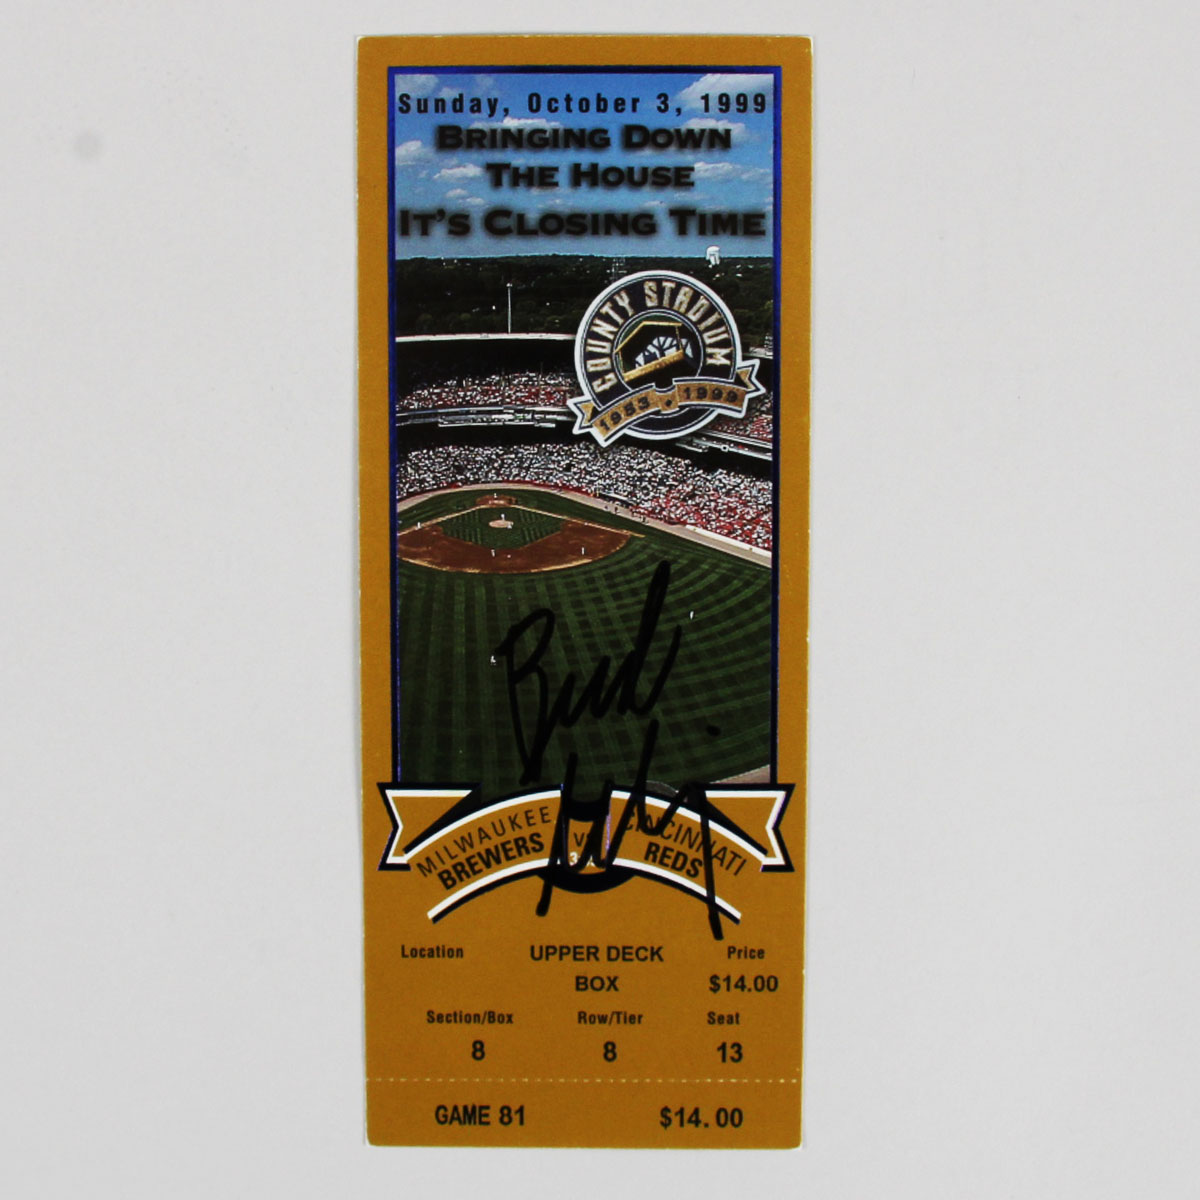 Sunday, October 3, 1999
BRINGING DOWN
THE HOUSE
IT'S CLOSING TIME
COUNTY STADIUM
1953 • 1999
Bud
MILWAUKEE
BREWERS
CINCINNATI
REDS
Location UPPER DECK Price
BOX $14.00
Section/Box Row/Tier Seat
8 8 13
GAME 81 $14.00